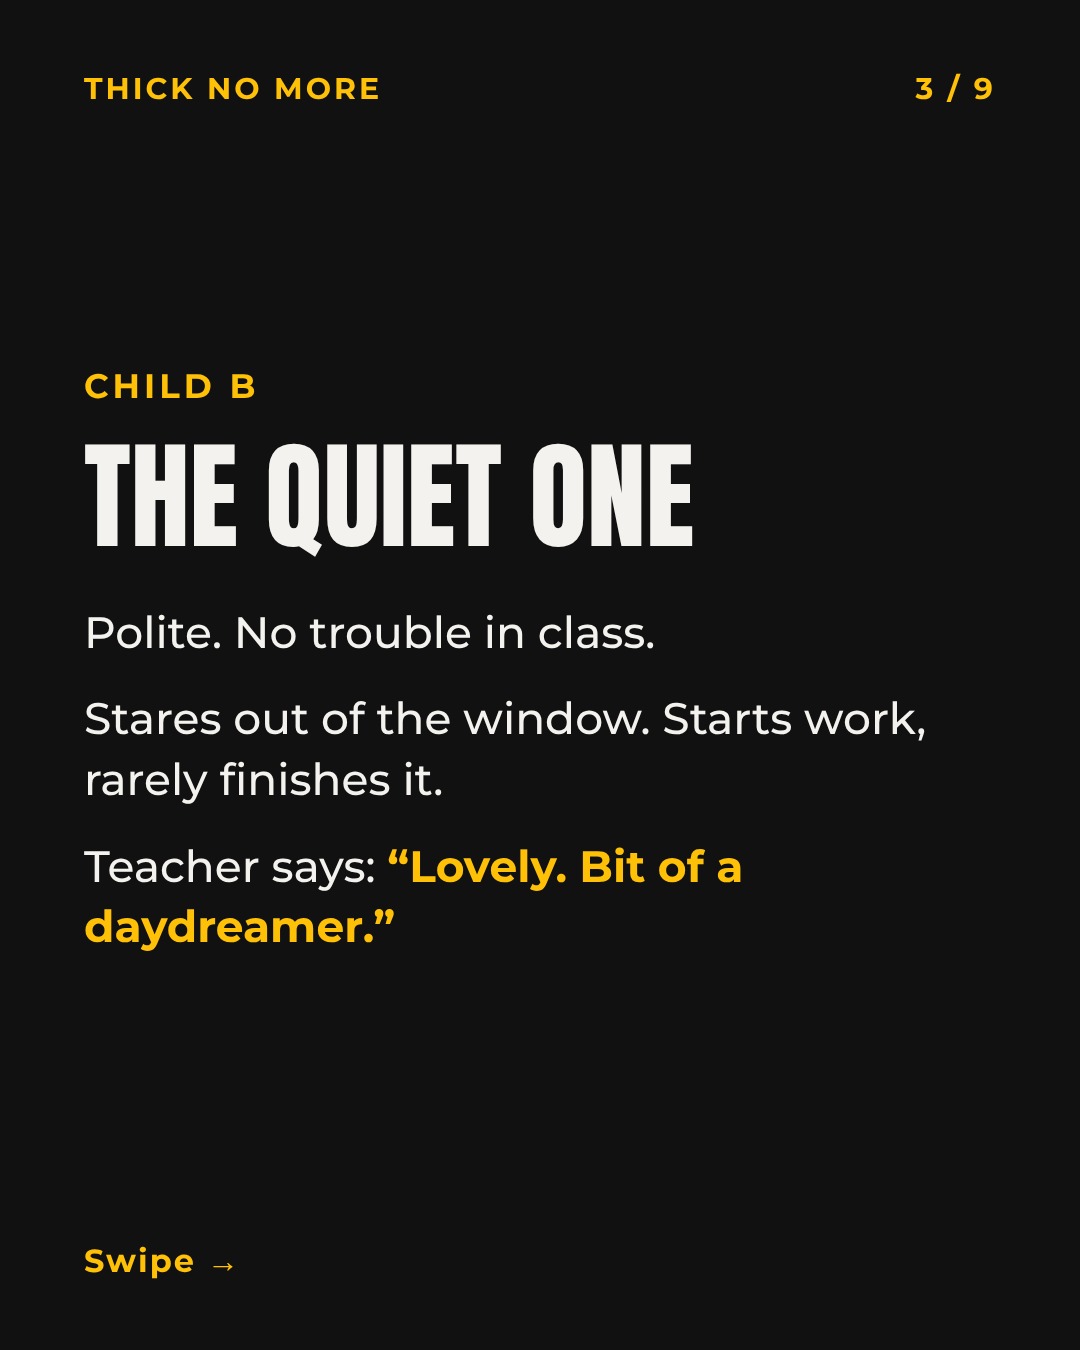 THICK NO MORE
3 / 9
CHILD B
THE QUIET ONE
Polite. No trouble in class.
Stares out of the window. Starts work,
rarely finishes it.
Teacher says: “Lovely. Bit of a
daydreamer.”
Swipe →